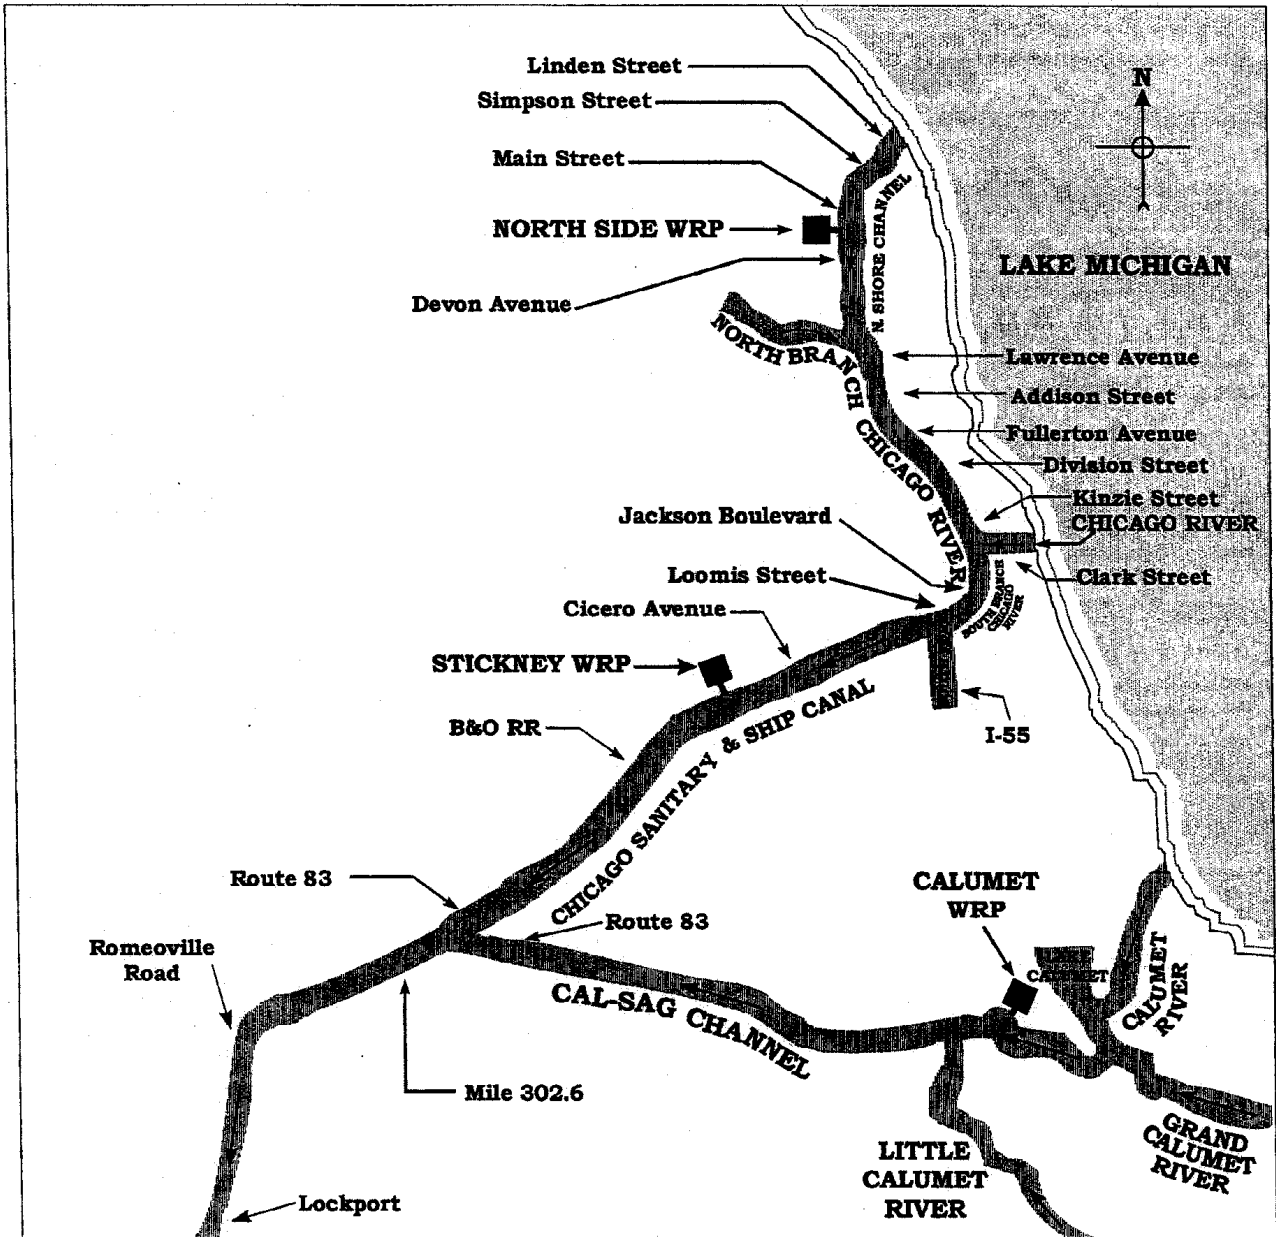 Linden Street
Simpson Street
N
Main Street
NORTH SIDE WRP
N. SHORE CHANNEL
LAKE MICHIGAN
Devon Avenue
NORTH BRANCH CHICAGO RIVER
Lawrence Avenue
Addison Street
Fullerton Avenue
Division Street
Kinzie Street
Jackson Boulevard
CHICAGO RIVER
Loomis Street
Clark Street
SOUTH BRANCH
CHICAGO
RIVER
Cicero Avenue
STICKNEY WRP
B&O RR
I-55
CHICAGO SANITARY & SHIP CANAL
Route 83
CALUMET
WRP
Route 83
Romeoville
Road
LAKE
CALUMET
CALUMET
RIVER
CAL-SAG CHANNEL
Mile 302.6
GRAND
CALUMET
RIVER
LITTLE
CALUMET
RIVER
Lockport